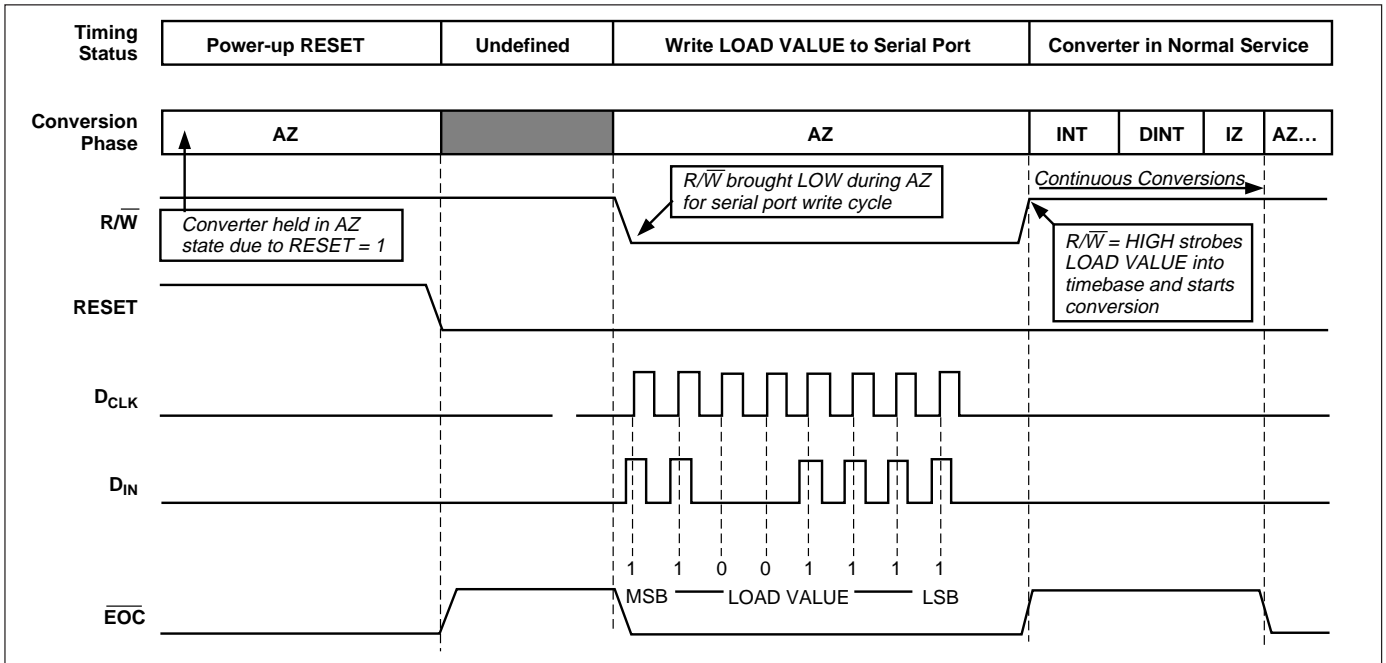 Timing
Status
Power-up RESET
Undefined
Write LOAD VALUE to Serial Port
Converter in Normal Service
Conversion
Phase
AZ
AZ
INT
DINT
IZ
AZ…
R/W̅
Converter held in AZ
state due to RESET = 1
R/W̅ brought LOW during AZ
for serial port write cycle
Continuous Conversions
R/W̅ = HIGH strobes
LOAD VALUE into
timebase and starts
conversion
RESET
DCLK
DIN
1 1 0 0 1 1 1 1
MSB LOAD VALUE LSB
E̅O̅C̅